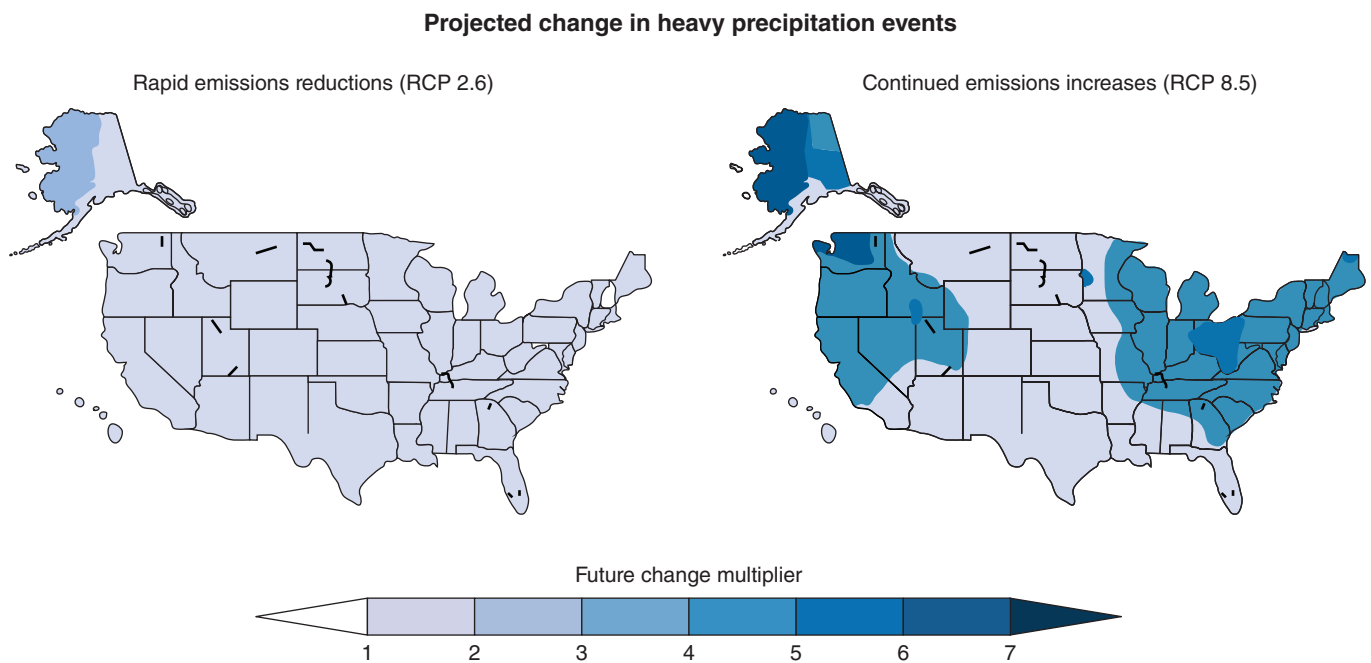 Projected change in heavy precipitation events
Rapid emissions reductions (RCP 2.6)
Continued emissions increases (RCP 8.5)
Future change multiplier
1 2 3 4 5 6 7